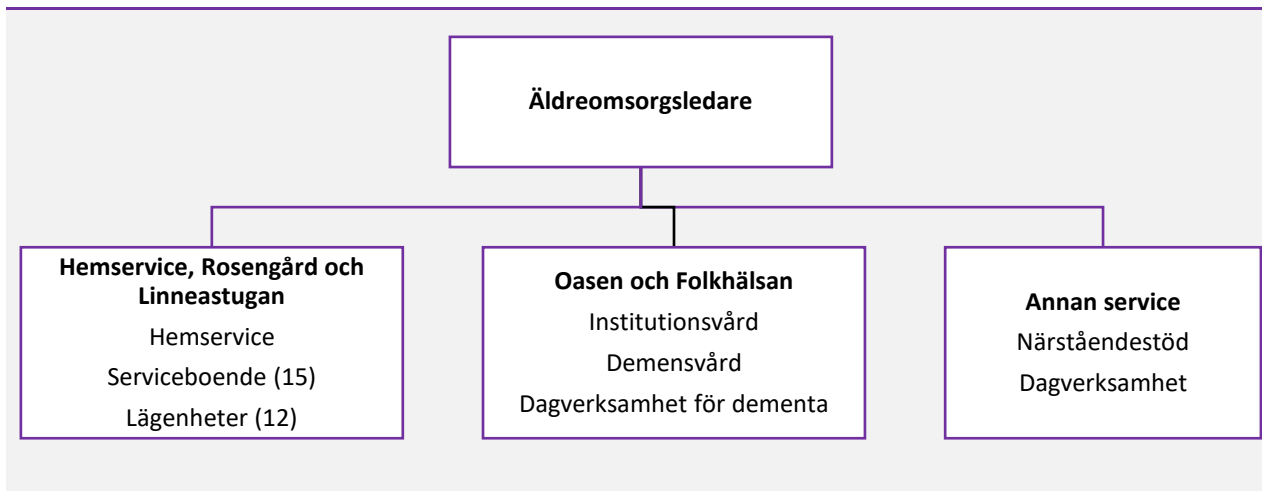 Äldreomsorgsledare
Hemservice, Rosengård och
Linneastugan
Hemservice
Serviceboende (15)
Lägenheter (12)
Oasen och Folkhälsan
Institutionsvård
Demensvård
Dagverksamhet för dementa
Annan service
Närståendestöd
Dagverksamhet